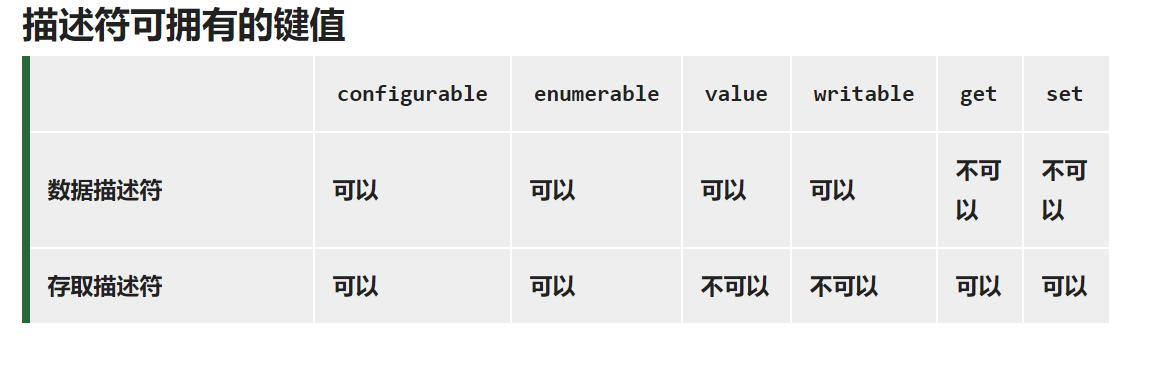 描述符可拥有的键值
configurable enumerable value writable get set
数据描述符 可以 可以 可以 可以 不可以 不可以
存取描述符 可以 可以 不可以 不可以 可以 可以